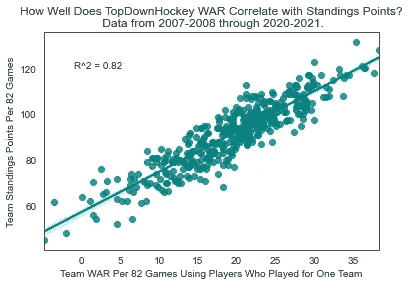 How Well Does TopDownHockey WAR Correlate with Standings Points?
Data from 2007-2008 through 2020-2021.
R^2 = 0.82
120
100
80
60
Team Standings Points Per 82 Games
0 5 10 15 20 25 30 35
Team WAR Per 82 Games Using Players Who Played for One Team